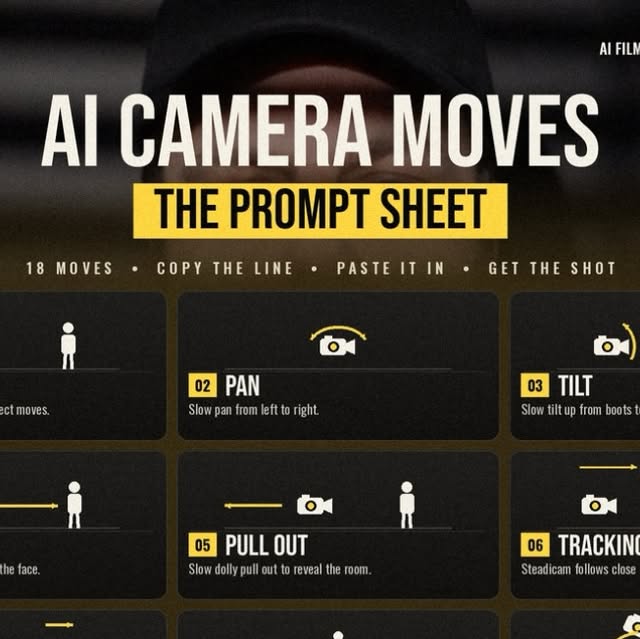 AI FILM
AI CAMERA MOVES
THE PROMPT SHEET
18 MOVES • COPY THE LINE • PASTE IT IN • GET THE SHOT
ect moves.
02 PAN
Slow pan from left to right.
03 TILT
Slow tilt up from boots t
the face.
05 PULL OUT
Slow dolly pull out to reveal the room.
06 TRACKING
Steadicam follows close